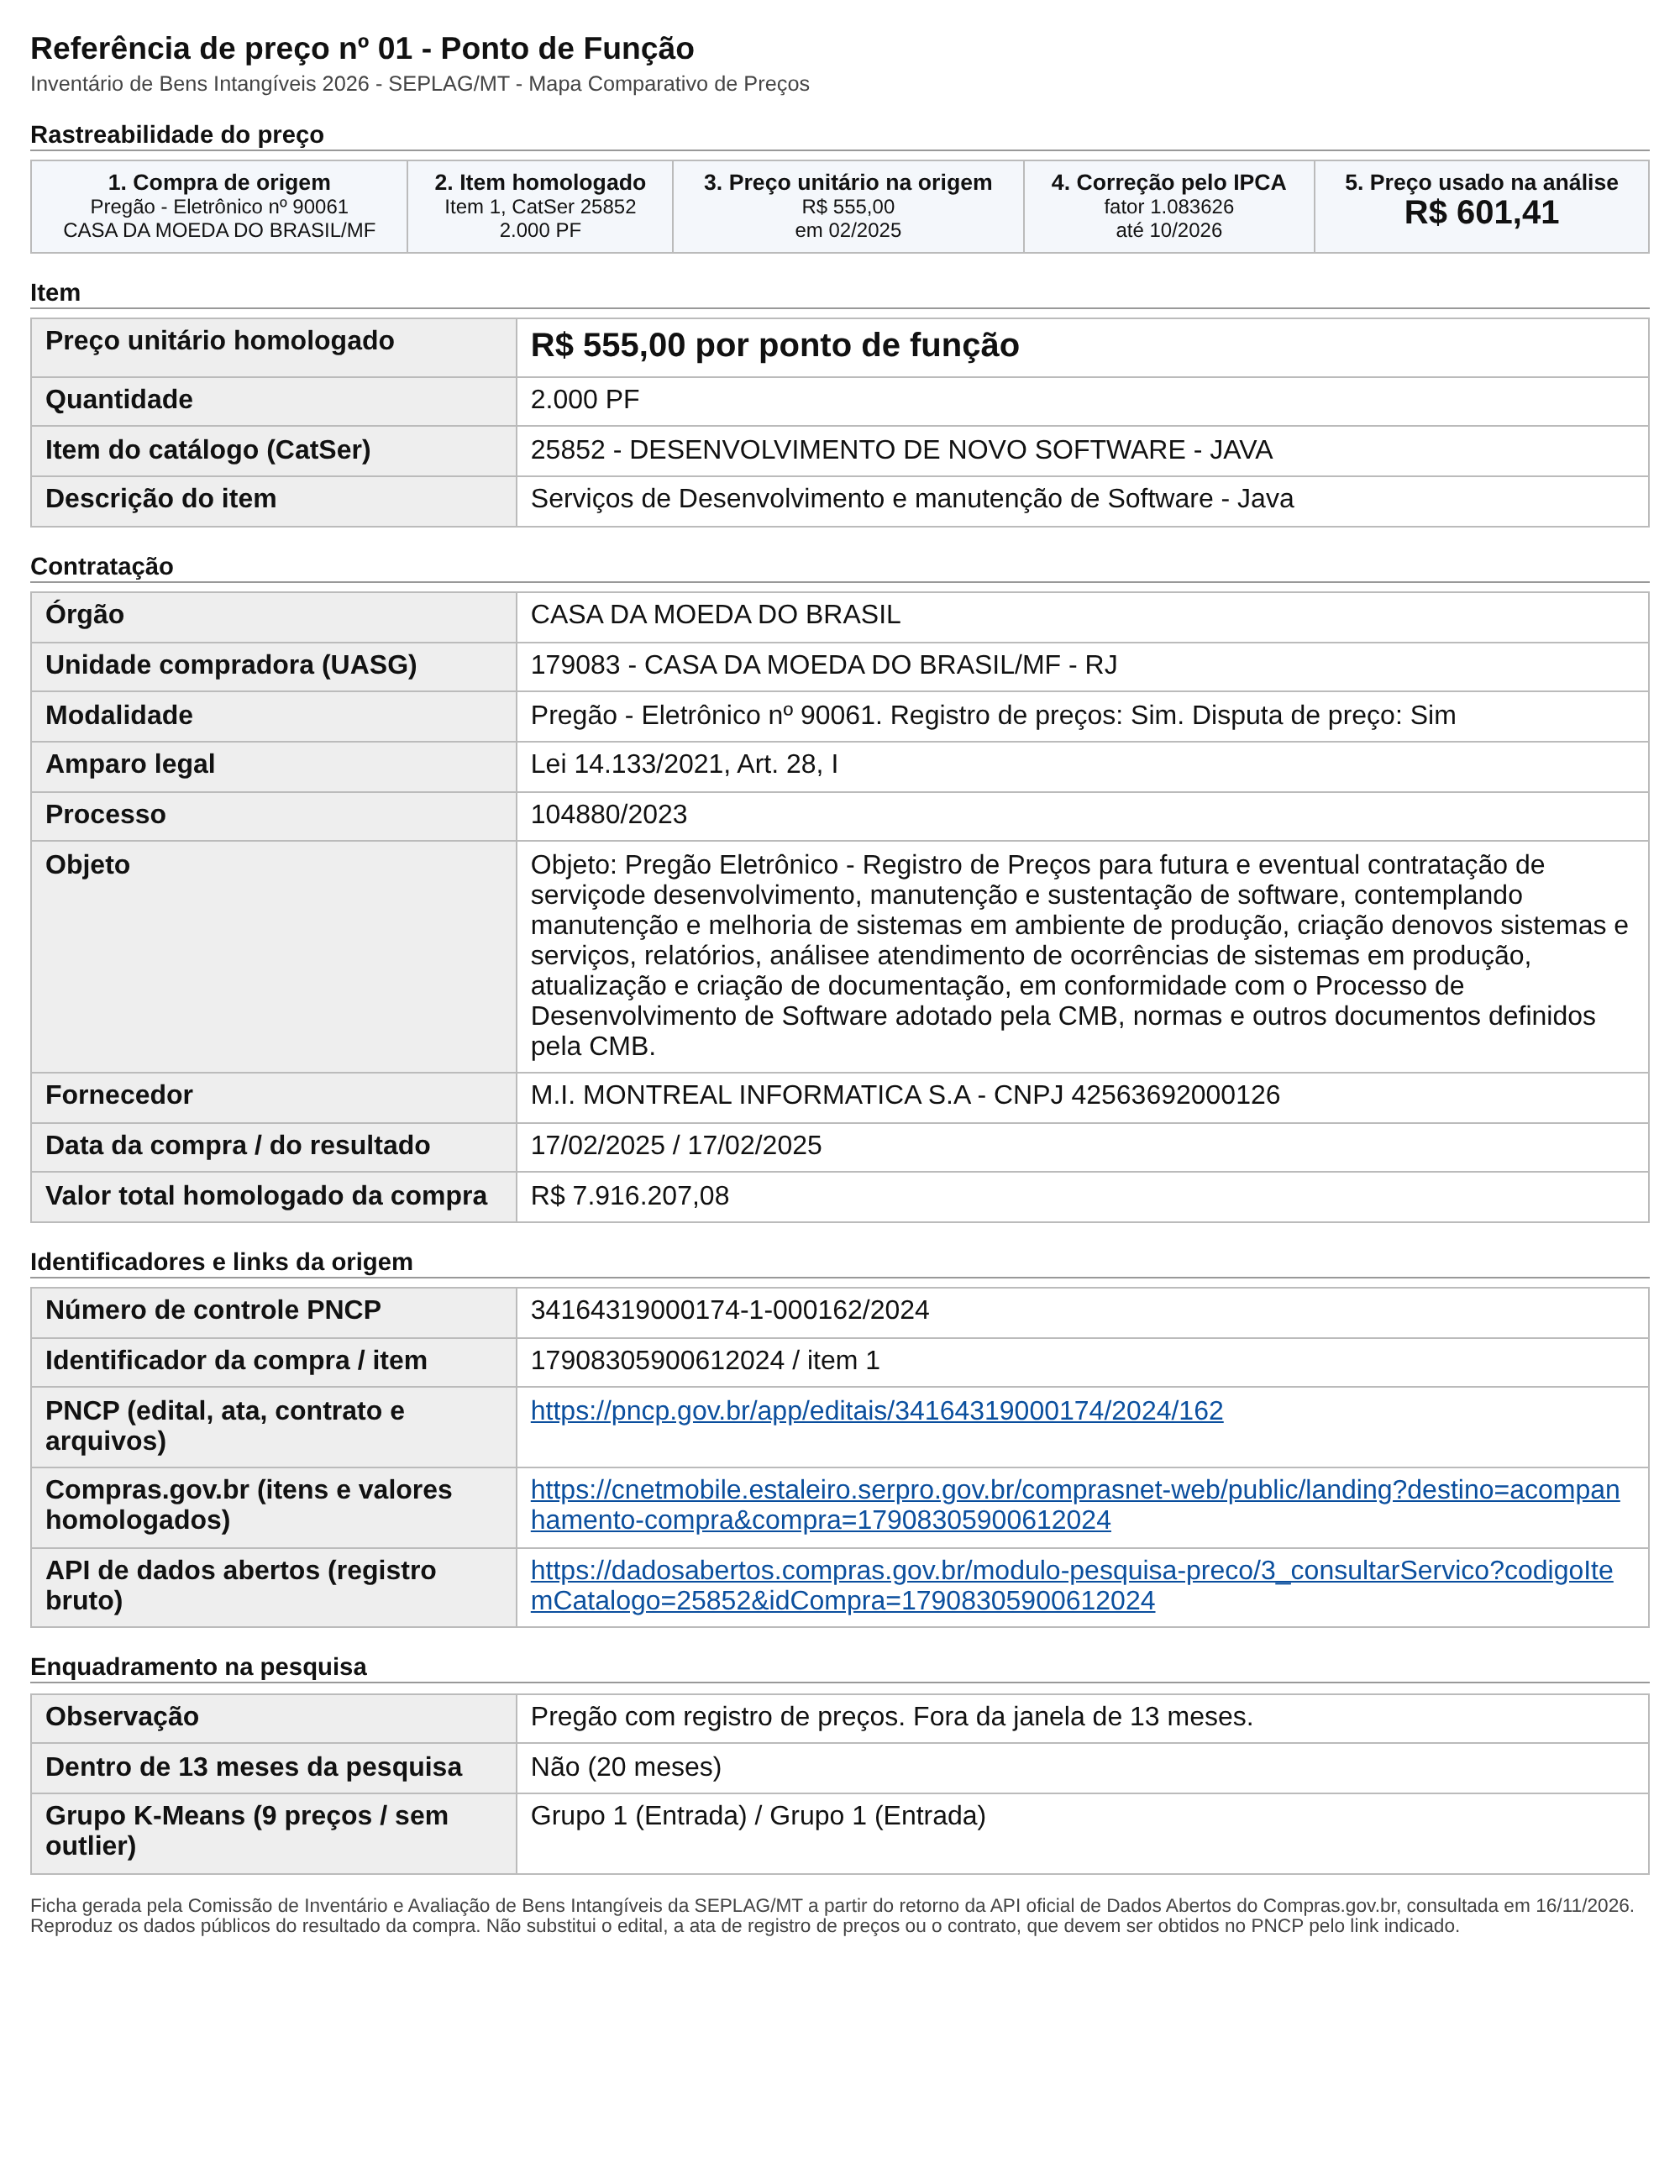 Referência de preço nº 01 - Ponto de Função
Inventário de Bens Intangíveis 2026 - SEPLAG/MT - Mapa Comparativo de Preços
Rastreabilidade do preço
1. Compra de origem
Pregão - Eletrônico nº 90061
CASA DA MOEDA DO BRASIL/MF
2. Item homologado
Item 1, CatSer 25852
2.000 PF
3. Preço unitário na origem
R$ 555,00
em 02/2025
4. Correção pelo IPCA
fator 1.083626
até 10/2026
5. Preço usado na análise
R$ 601,41
Item
Preço unitário homologado
R$ 555,00 por ponto de função
Quantidade
2.000 PF
Item do catálogo (CatSer)
25852 - DESENVOLVIMENTO DE NOVO SOFTWARE - JAVA
Descrição do item
Serviços de Desenvolvimento e manutenção de Software - Java
Contratação
Órgão
CASA DA MOEDA DO BRASIL
Unidade compradora (UASG)
179083 - CASA DA MOEDA DO BRASIL/MF - RJ
Modalidade
Pregão - Eletrônico nº 90061. Registro de preços: Sim. Disputa de preço: Sim
Amparo legal
Lei 14.133/2021, Art. 28, I
Processo
104880/2023
Objeto
Objeto: Pregão Eletrônico - Registro de Preços para futura e eventual contratação de
serviçode desenvolvimento, manutenção e sustentação de software, contemplando
manutenção e melhoria de sistemas em ambiente de produção, criação denovos sistemas e
serviços, relatórios, análisee atendimento de ocorrências de sistemas em produção,
atualização e criação de documentação, em conformidade com o Processo de
Desenvolvimento de Software adotado pela CMB, normas e outros documentos definidos
pela CMB.
Fornecedor
M.I. MONTREAL INFORMATICA S.A - CNPJ 42563692000126
Data da compra / do resultado
17/02/2025 / 17/02/2025
Valor total homologado da compra
R$ 7.916.207,08
Identificadores e links da origem
Número de controle PNCP
34164319000174-1-000162/2024
Identificador da compra / item
17908305900612024 / item 1
PNCP (edital, ata, contrato e
arquivos)
https://pncp.gov.br/app/editais/34164319000174/2024/162
Compras.gov.br (itens e valores
homologados)
https://cnetmobile.estaleiro.serpro.gov.br/comprasnet-web/public/landing?destino=acompan
hamento-compra&compra=17908305900612024
API de dados abertos (registro
bruto)
https://dadosabertos.compras.gov.br/modulo-pesquisa-preco/3_consultarServico?codigoIte
mCatalogo=25852&idCompra=17908305900612024
Enquadramento na pesquisa
Observação
Pregão com registro de preços. Fora da janela de 13 meses.
Dentro de 13 meses da pesquisa
Não (20 meses)
Grupo K-Means (9 preços / sem
outlier)
Grupo 1 (Entrada) / Grupo 1 (Entrada)
Ficha gerada pela Comissão de Inventário e Avaliação de Bens Intangíveis da SEPLAG/MT a partir do retorno da API oficial de Dados Abertos do Compras.gov.br, consultada em 16/11/2026.
Reproduz os dados públicos do resultado da compra. Não substitui o edital, a ata de registro de preços ou o contrato, que devem ser obtidos no PNCP pelo link indicado.